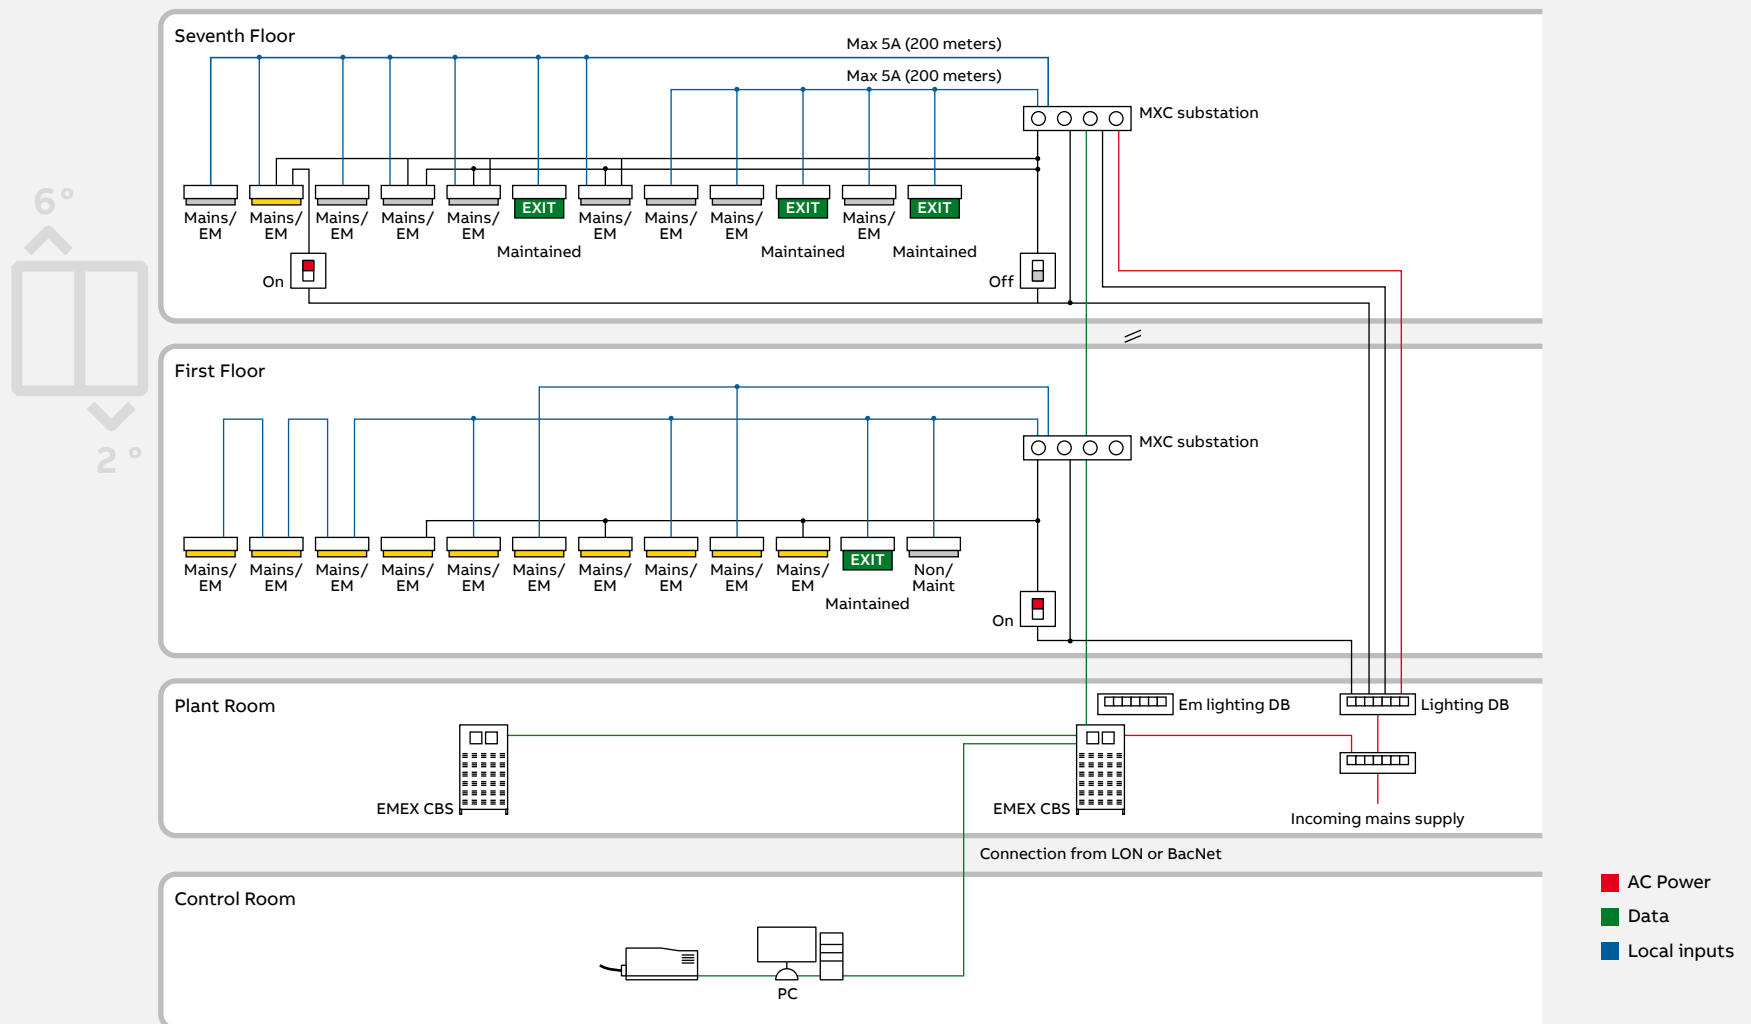 Seventh Floor
Max 5A (200 meters)
Max 5A (200 meters)
MXC substation
6°
Mains/
EM
Mains/
EM
Mains/
EM
Mains/
EM
Mains/
EM
EXIT
Maintained
Mains/
EM
Mains/
EM
Mains/
EM
EXIT
Maintained
Mains/
EM
EXIT
Maintained
On
Off
First Floor
2 °
MXC substation
Mains/
EM
Mains/
EM
Mains/
EM
Mains/
EM
Mains/
EM
Mains/
EM
Mains/
EM
Mains/
EM
Mains/
EM
Mains/
EM
EXIT
Maintained
Non/
Maint
On
Plant Room
Em lighting DB
Lighting DB
EMEX CBS
EMEX CBS
Incoming mains supply
Connection from LON or BacNet
Control Room
PC
AC Power
Data
Local inputs